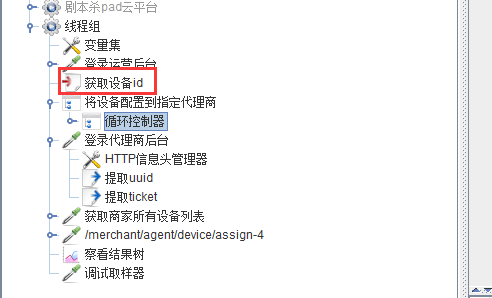 剧本杀pad云平台
线程组
变量集
登录运营后台
获取设备id
将设备配置到指定代理商
循环控制器
登录代理商后台
HTTP信息头管理器
提取uuid
提取ticket
获取商家所有设备列表
/merchant/agent/device/assign-4
察看结果树
调试取样器